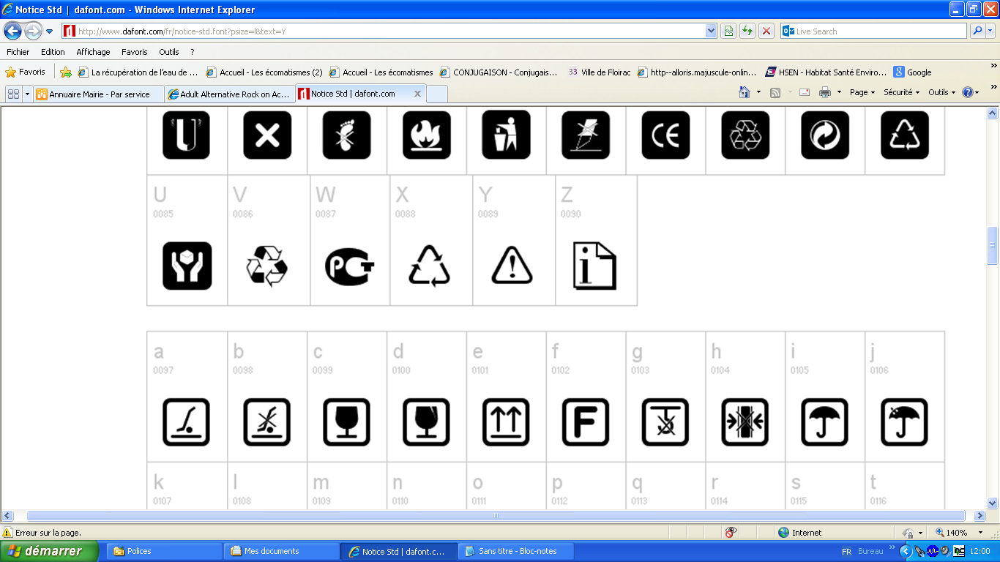 Notice Std | dafont.com - Windows Internet Explorer
http://www.dafont.com/fr/notice-std.font?psize=l&text=Y
Live Search
Fichier Edition Affichage Favoris Outils ?
Favoris La récupération de l'eau de ... Accueil - Les écomatismes (2) Accueil - Les écomatismes CONJUGAISON - Conjugais... 33 Ville de Floirac http--alloris.majuscule-onlin... HSEN - Habitat Santé Enviro... Google
Annuaire Mairie - Par service Adult Alternative Rock on Ac... Notice Std | dafont.com Page Sécurité Outils
CE
U V W X Y Z
0085 0086 0087 0088 0089 0090
PCT i
a b c d e f g h i j
0097 0098 0099 0100 0101 0102 0103 0104 0105 0106
F
k l m n o p q r s t
0107 0108 0109 0110 0111 0112 0113 0114 0115 0116
Erreur sur la page. Internet 140%
démarrer Polices Mes documents Notice Std | dafont.c... Sans titre - Bloc-notes FR Bureau 12:00